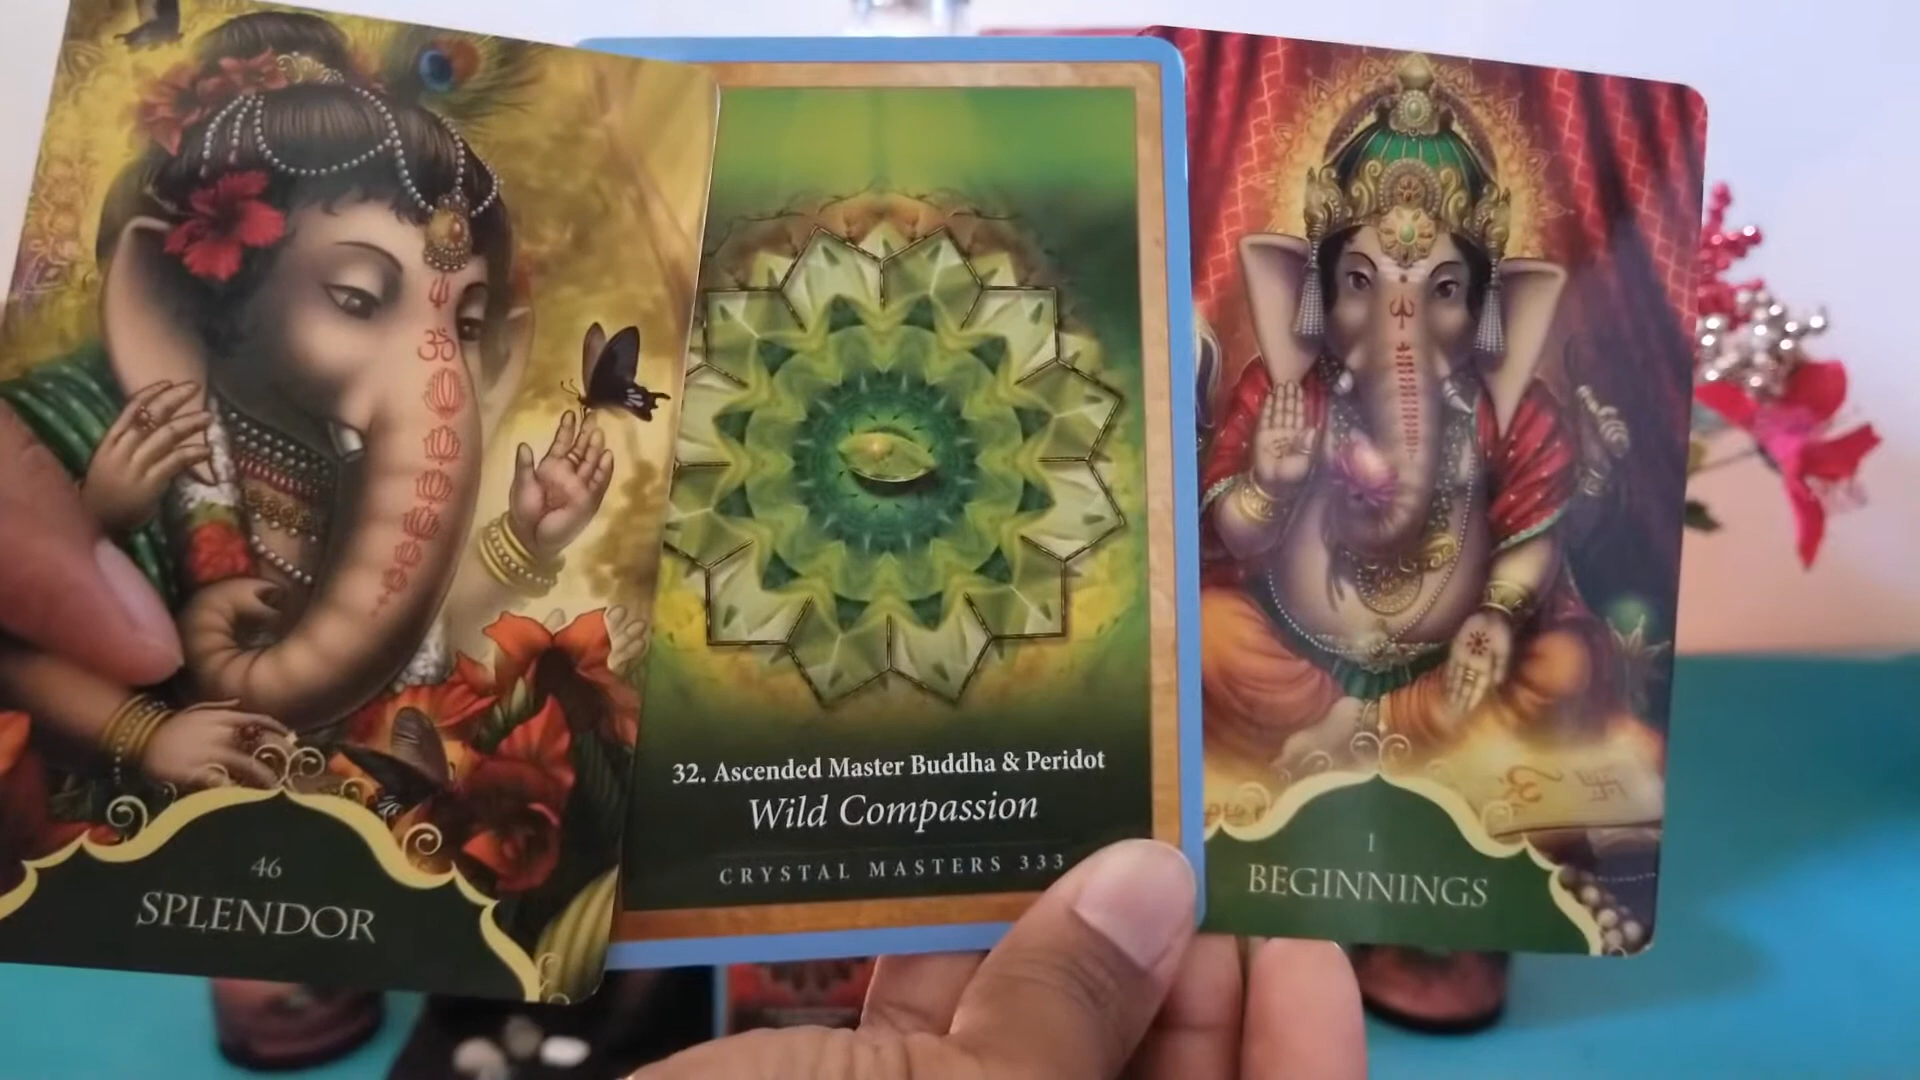 46
SPLENDOR
32. Ascended Master Buddha & Peridot
Wild Compassion
CRYSTAL MASTERS 333
1
BEGINNINGS
ॐ